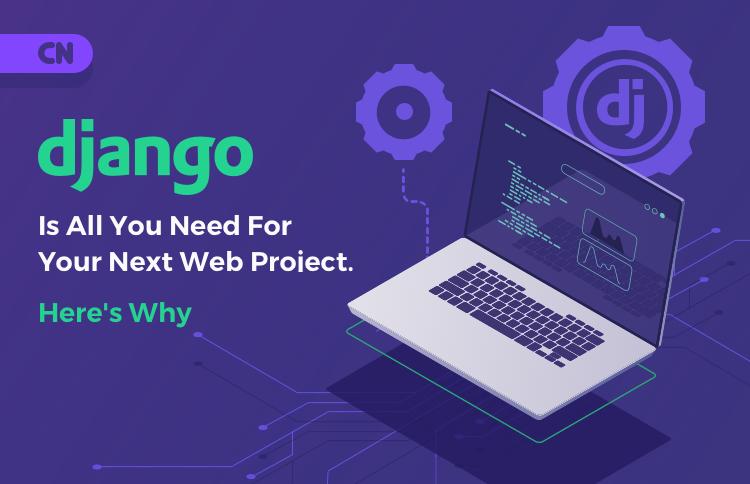 CN
django
Is All You Need For
Your Next Web Project.
Here's Why
dj